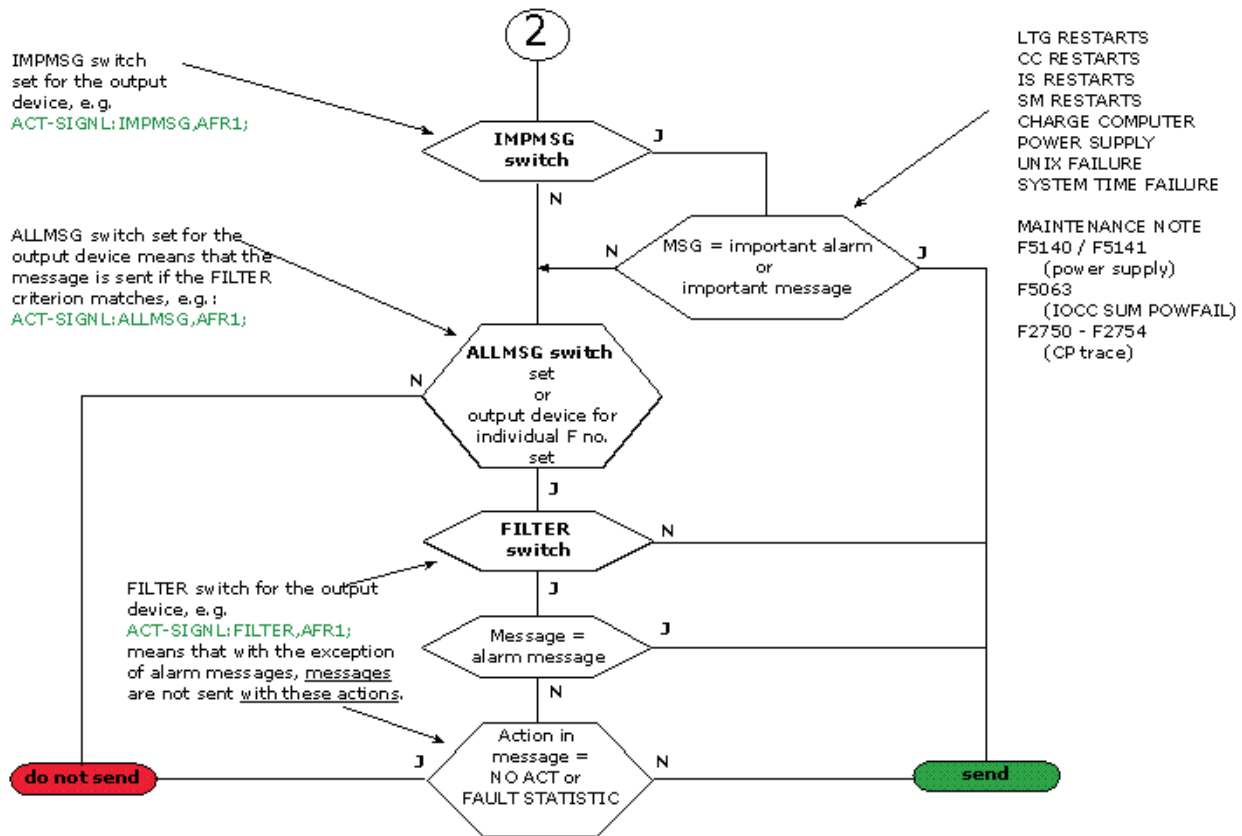 2
IMPMSG switch
set for the output
device, e.g.
ACT-SIGNL:IMPMSG,AFR1;
LTG RESTARTS
CC RESTARTS
IS RESTARTS
SM RESTARTS
CHARGE COMPUTER
POWER SUPPLY
UNIX FAILURE
SYSTEM TIME FAILURE
MAINTENANCE NOTE
F5140 / F5141
(power supply)
F5063
(IOCC SUM POWFAIL)
F2750 - F2754
(CP trace)
IMPMSG
switch
J
N
MSG = important alarm
or
important message
N
J
ALLMSG switch set for the
output device means that the
message is sent if the FILTER
criterion matches, e.g.:
ACT-SIGNL:ALLMSG,AFR1;
ALLMSG switch
set
or
output device for
individual F no.
set
N
J
FILTER
switch
N
J
FILTER switch for the output
device, e.g.
ACT-SIGNL:FILTER,AFR1;
means that with the exception
of alarm messages, messages
are not sent with these actions.
Message =
alarm message
J
N
Action in
message =
NO ACT or
FAULT STATISTIC
J
N
do not send
send